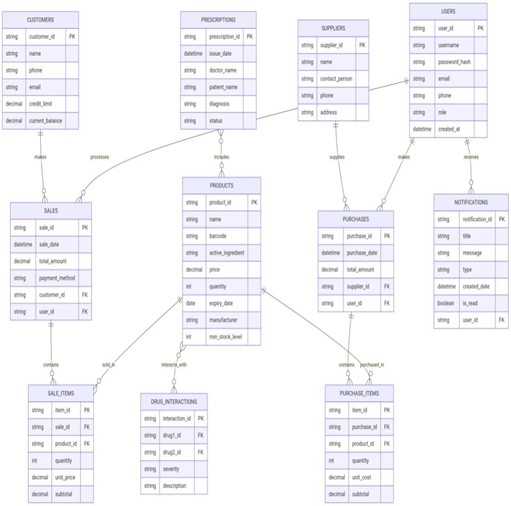 CUSTOMERS
string customer_id PK
string name
string phone
string email
decimal credit_limit
decimal current_balance
PRESCRIPTIONS
string prescription_id PK
datetime issue_date
string doctor_name
string patient_name
string diagnosis
string status
SUPPLIERS
string supplier_id PK
string name
string contact_person
string phone
string address
USERS
string user_id PK
string username
string password_hash
string email
string phone
string role
datetime created_at
makes
processes
includes
supplies
makes
receives
SALES
string sale_id PK
datetime sale_date
decimal total_amount
string payment_method
string customer_id FK
string user_id FK
PRODUCTS
string product_id PK
string name
string barcode
string active_ingredient
decimal price
int quantity
date expiry_date
string manufacturer
int min_stock_level
PURCHASES
string purchase_id PK
datetime purchase_date
decimal total_amount
string supplier_id FK
string user_id FK
NOTIFICATIONS
string notification_id PK
string title
string message
string type
datetime created_date
boolean is_read
string user_id FK
contains
sold_in
interacts_with
contains
purchased_in
SALE_ITEMS
string item_id PK
string sale_id FK
string product_id FK
int quantity
decimal unit_price
decimal subtotal
DRUG_INTERACTIONS
string interaction_id PK
string drug1_id FK
string drug2_id FK
string severity
string description
PURCHASE_ITEMS
string item_id PK
string purchase_id FK
string product_id FK
int quantity
decimal unit_cost
decimal subtotal